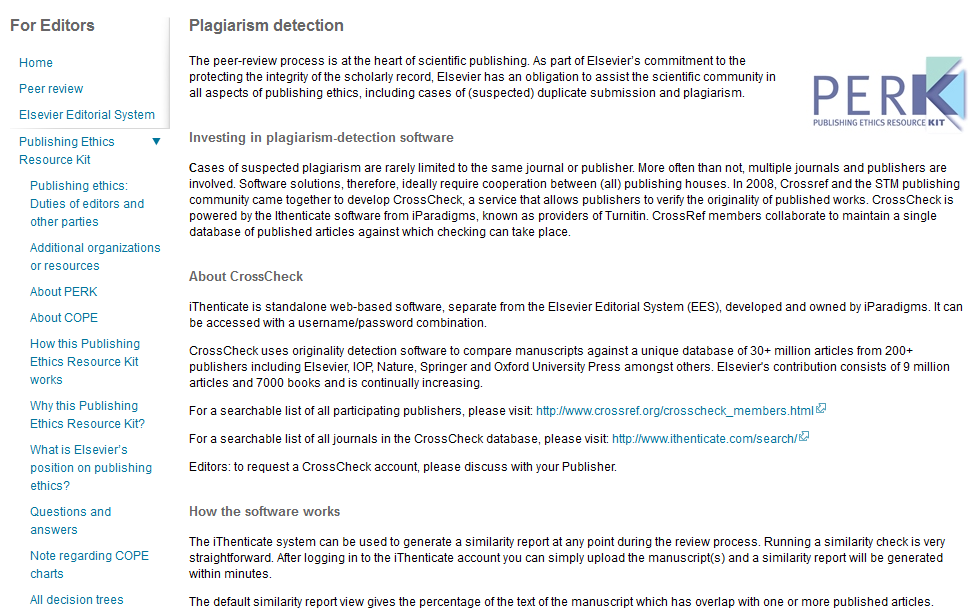 For Editors
Home
Peer review
Elsevier Editorial System
Publishing Ethics
Resource Kit
Publishing ethics:
Duties of editors and
other parties
Additional organizations
or resources
About PERK
About COPE
How this Publishing
Ethics Resource Kit
works
Why this Publishing
Ethics Resource Kit?
What is Elsevier's
position on publishing
ethics?
Questions and
answers
Note regarding COPE
charts
All decision trees
Plagiarism detection
The peer-review process is at the heart of scientific publishing. As part of Elsevier's commitment to the
protecting the integrity of the scholarly record, Elsevier has an obligation to assist the scientific community in
all aspects of publishing ethics, including cases of (suspected) duplicate submission and plagiarism.
PERK
PUBLISHING ETHICS RESOURCE KIT
Investing in plagiarism-detection software
Cases of suspected plagiarism are rarely limited to the same journal or publisher. More often than not, multiple journals and publishers are
involved. Software solutions, therefore, ideally require cooperation between (all) publishing houses. In 2008, Crossref and the STM publishing
community came together to develop CrossCheck, a service that allows publishers to verify the originality of published works. CrossCheck is
powered by the Ithenticate software from iParadigms, known as providers of Turnitin. CrossRef members collaborate to maintain a single
database of published articles against which checking can take place.
About CrossCheck
iThenticate is standalone web-based software, separate from the Elsevier Editorial System (EES), developed and owned by iParadigms. It can
be accessed with a username/password combination.
CrossCheck uses originality detection software to compare manuscripts against a unique database of 30+ million articles from 200+
publishers including Elsevier, IOP, Nature, Springer and Oxford University Press amongst others. Elsevier's contribution consists of 9 million
articles and 7000 books and is continually increasing.
For a searchable list of all participating publishers, please visit: http://www.crossref.org/crosscheck_members.html
For a searchable list of all journals in the CrossCheck database, please visit: http://www.ithenticate.com/search/
Editors: to request a CrossCheck account, please discuss with your Publisher.
How the software works
The iThenticate system can be used to generate a similarity report at any point during the review process. Running a similarity check is very
straightforward. After logging in to the iThenticate account you can simply upload the manuscript(s) and a similarity report will be generated
within minutes.
The default similarity report view gives the percentage of the text of the manuscript which has overlap with one or more published articles.